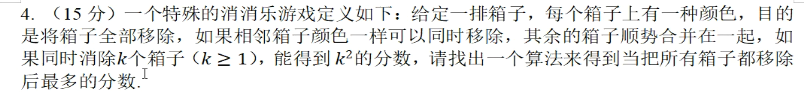 4. （15 分）一个特殊的消消乐游戏定义如下：给定一排箱子，每个箱子上有一种颜色，目的
是将箱子全部移除，如果相邻箱子颜色一样可以同时移除，其余的箱子顺势合并在一起，如
果同时消除k个箱子（k ≥ 1），能得到k²的分数，请找出一个算法来得到当把所有箱子都移除
后最多的分数.